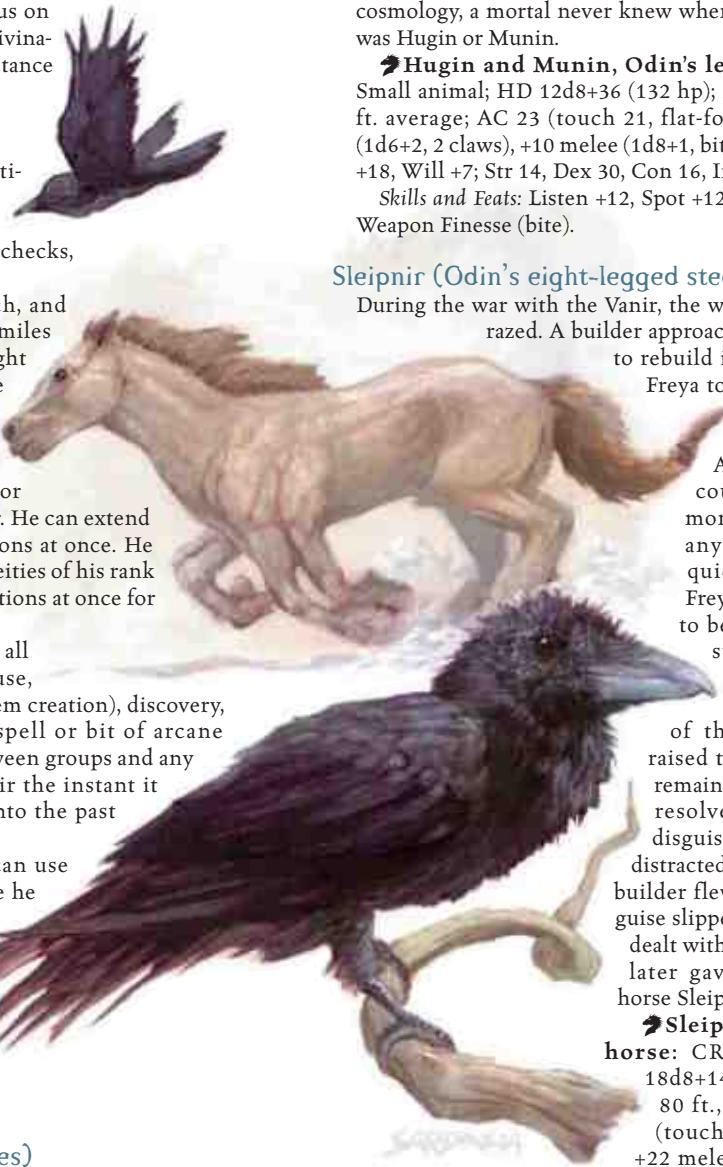 us on
ivina-
tance
ti-
checks,
ch, and
miles
ght
e
or
. He can extend
ons at once. He
eities of his rank
tions at once for
all
use,
em creation), discovery,
spell or bit of arcane
ween groups and any
ir the instant it
nto the past
can use
e he
es)
cosmology, a mortal never knew when
was Hugin or Munin.
Hugin and Munin, Odin's le
Small animal; HD 12d8+36 (132 hp);
ft. average; AC 23 (touch 21, flat-fo
(1d6+2, 2 claws), +10 melee (1d8+1, bit
+18, Will +7; Str 14, Dex 30, Con 16, I
Skills and Feats: Listen +12, Spot +12
Weapon Finesse (bite).
Sleipnir (Odin's eight-legged stee
During the war with the Vanir, the w
razed. A builder approac
to rebuild i
Freya to
A
cou
mor
any
quic
Frey
to be
s
of th
raised t
remain
resolve
disguis
distracted
builder flew
guise slippe
dealt with
later gav
horse Sleip
Sleip
horse: CR
18d8+14
80 ft.,
(touch
+22 mele